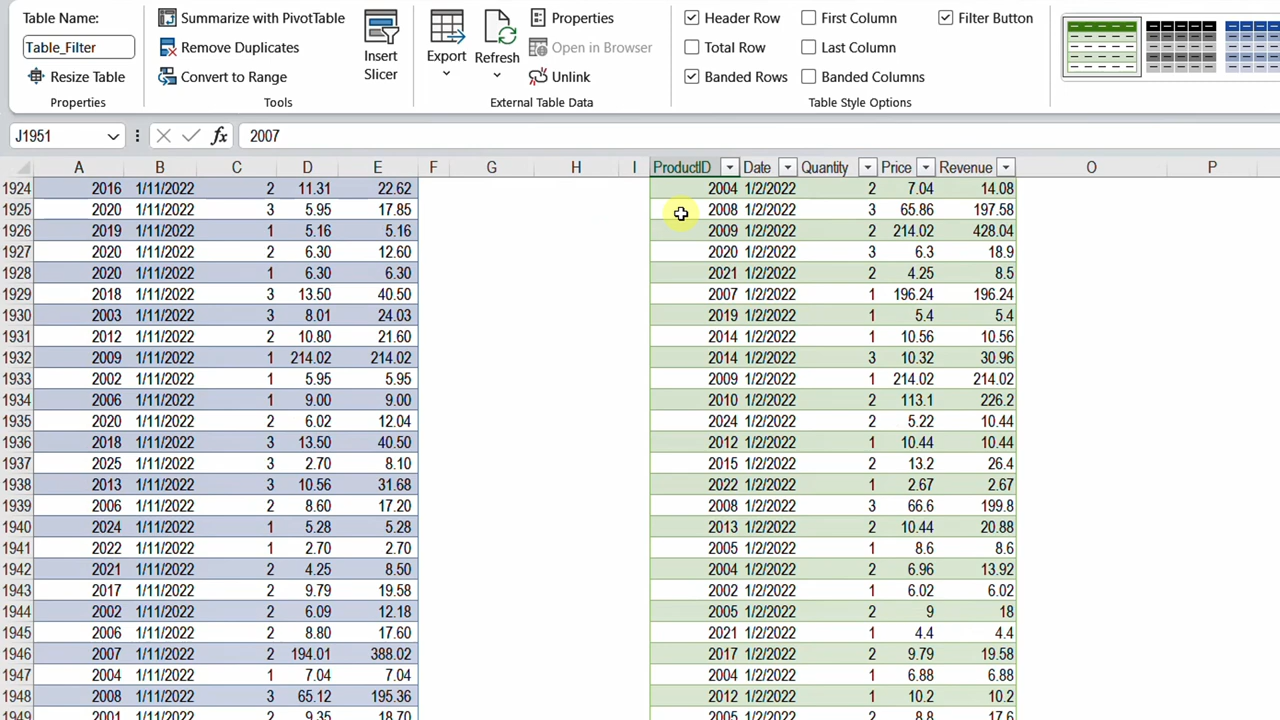 Table Name:
Summarize with PivotTable
Properties
Header Row
First Column
Filter Button
Table_Filter
Remove Duplicates
Insert
Slicer
Export
Refresh
Open in Browser
Total Row
Last Column
Resize Table
Convert to Range
Unlink
Banded Rows
Banded Columns
Properties
Tools
External Table Data
Table Style Options
J1951 fx 2007
A B C D E F G H I ProductID Date Quantity Price Revenue O P
1924 2016 1/11/2022 2 11.31 22.62 2004 1/2/2022 2 7.04 14.08
1925 2020 1/11/2022 3 5.95 17.85 2008 1/2/2022 3 65.86 197.58
1926 2019 1/11/2022 1 5.16 5.16 2009 1/2/2022 2 214.02 428.04
1927 2020 1/11/2022 2 6.30 12.60 2020 1/2/2022 3 6.3 18.9
1928 2020 1/11/2022 1 6.30 6.30 2021 1/2/2022 2 4.25 8.5
1929 2018 1/11/2022 3 13.50 40.50 2007 1/2/2022 1 196.24 196.24
1930 2003 1/11/2022 3 8.01 24.03 2019 1/2/2022 1 5.4 5.4
1931 2012 1/11/2022 2 10.80 21.60 2014 1/2/2022 1 10.56 10.56
1932 2009 1/11/2022 1 214.02 214.02 2014 1/2/2022 3 10.32 30.96
1933 2002 1/11/2022 1 5.95 5.95 2009 1/2/2022 1 214.02 214.02
1934 2006 1/11/2022 1 9.00 9.00 2010 1/2/2022 2 113.1 226.2
1935 2020 1/11/2022 2 6.02 12.04 2024 1/2/2022 2 5.22 10.44
1936 2018 1/11/2022 3 13.50 40.50 2012 1/2/2022 1 10.44 10.44
1937 2025 1/11/2022 3 2.70 8.10 2015 1/2/2022 2 13.2 26.4
1938 2013 1/11/2022 3 10.56 31.68 2022 1/2/2022 1 2.67 2.67
1939 2006 1/11/2022 2 8.60 17.20 2008 1/2/2022 3 66.6 199.8
1940 2024 1/11/2022 1 5.28 5.28 2013 1/2/2022 2 10.44 20.88
1941 2022 1/11/2022 1 2.70 2.70 2005 1/2/2022 1 8.6 8.6
1942 2021 1/11/2022 2 4.25 8.50 2004 1/2/2022 2 6.96 13.92
1943 2017 1/11/2022 2 9.79 19.58 2002 1/2/2022 1 6.02 6.02
1944 2002 1/11/2022 2 6.09 12.18 2005 1/2/2022 2 9 18
1945 2006 1/11/2022 2 8.80 17.60 2021 1/2/2022 1 4.4 4.4
1946 2007 1/11/2022 2 194.01 388.02 2017 1/2/2022 2 9.79 19.58
1947 2004 1/11/2022 1 7.04 7.04 2004 1/2/2022 1 6.88 6.88
1948 2008 1/11/2022 3 65.12 195.36 2012 1/2/2022 1 10.2 10.2
1949 2001 1/11/2022 2 9.35 18.70 2005 1/2/2022 2 8.8 17.6